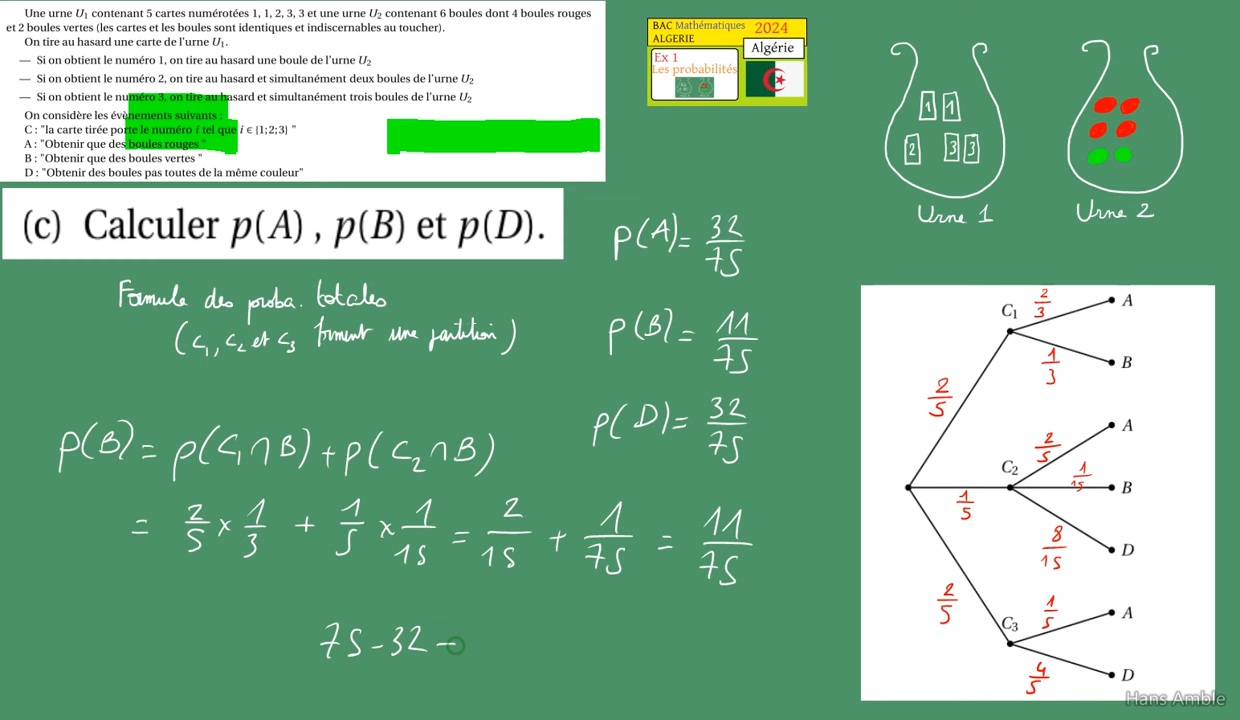 Une urne U1 contenant 5 cartes numérotées 1, 1, 2, 3, 3 et une urne U2 contenant 6 boules dont 4 boules rouges
et 2 boules vertes (les cartes et les boules sont identiques et indiscernables au toucher).
On tire au hasard une carte de l'urne U1.
— Si on obtient le numéro 1, on tire au hasard une boule de l'urne U2
— Si on obtient le numéro 2, on tire au hasard et simultanément deux boules de l'urne U2
— Si on obtient le numéro 3, on tire au hasard et simultanément trois boules de l'urne U2
On considère les évènements suivants :
C : "la carte tirée porte le numéro i tel que i ∈ {1;2;3} "
A : "Obtenir que des boules rouges "
B : "Obtenir que des boules vertes "
D : "Obtenir des boules pas toutes de la même couleur"
BAC Mathématiques 2024
ALGERIE
Algérie
Ex 1
Les probabilités
1 1
2 3 3
Urne 1
Urne 2
(c) Calculer p(A) , p(B) et p(D).
p(A) = 32/75
Formule des proba. totales
(C1, C2 et C3 forment une partition)
p(B) = 11/75
p(D) = 32/75
p(B) = p(C1 ∩ B) + p(C2 ∩ B)
= 2/5 × 1/3 + 1/5 × 1/15 = 2/15 + 1/75 = 11/75
75 - 32 -
2/5 C1 2/3 A
1/3 B
1/5 C2 2/5 A
1/15 B
8/15 D
2/5 C3 1/5 A
4/5 D
Hans Amble